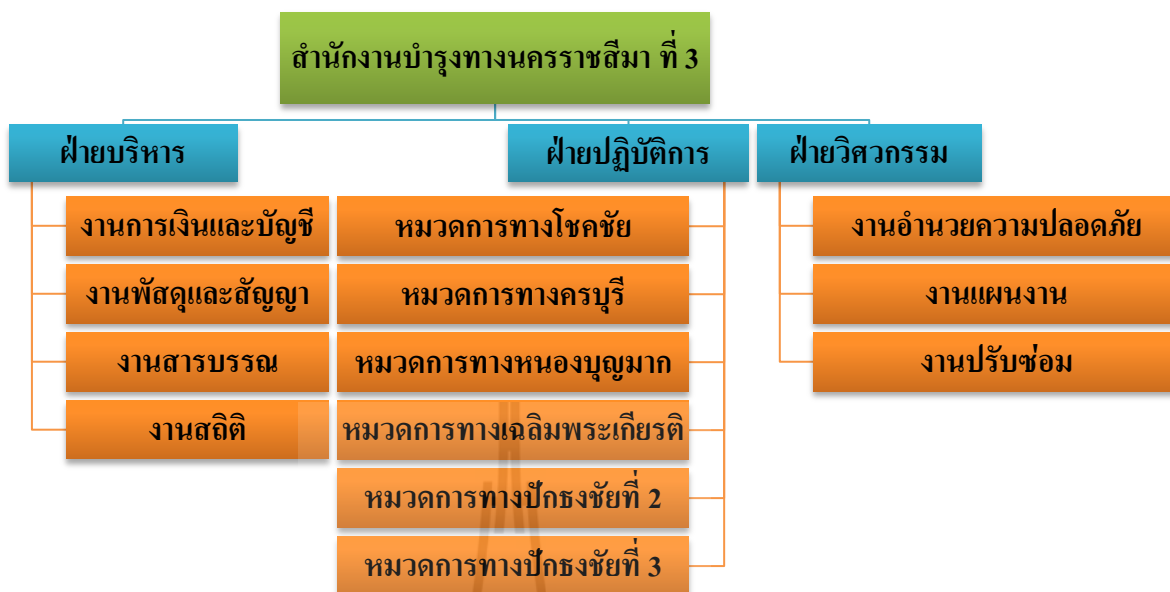 สำนักงานบำรุงทางนครราชสีมา ที่ 3
ฝ่ายบริหาร
งานการเงินและบัญชี
งานพัสดุและสัญญา
งานสารบรรณ
งานสถิติ
ฝ่ายปฏิบัติการ
หมวดการทางโชคชัย
หมวดการทางครบุรี
หมวดการทางหนองบุญมาก
หมวดการทางเฉลิมพระเกียรติ
หมวดการทางปักธงชัยที่ 2
หมวดการทางปักธงชัยที่ 3
ฝ่ายวิศวกรรม
งานอำนวยความปลอดภัย
งานแผนงาน
งานปรับซ่อม